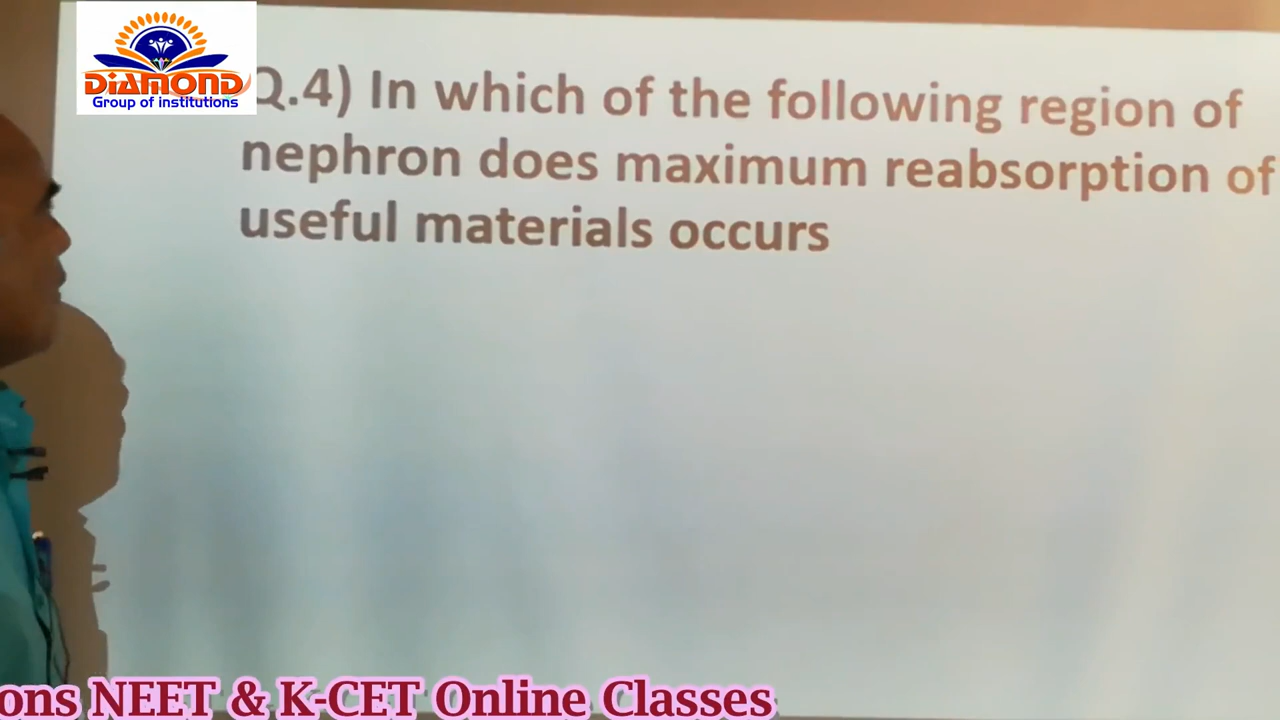 DiAMOND
Group of institutions
Q.4) In which of the following region of
nephron does maximum reabsorption of
useful materials occurs
ons NEET & K-CET Online Classes